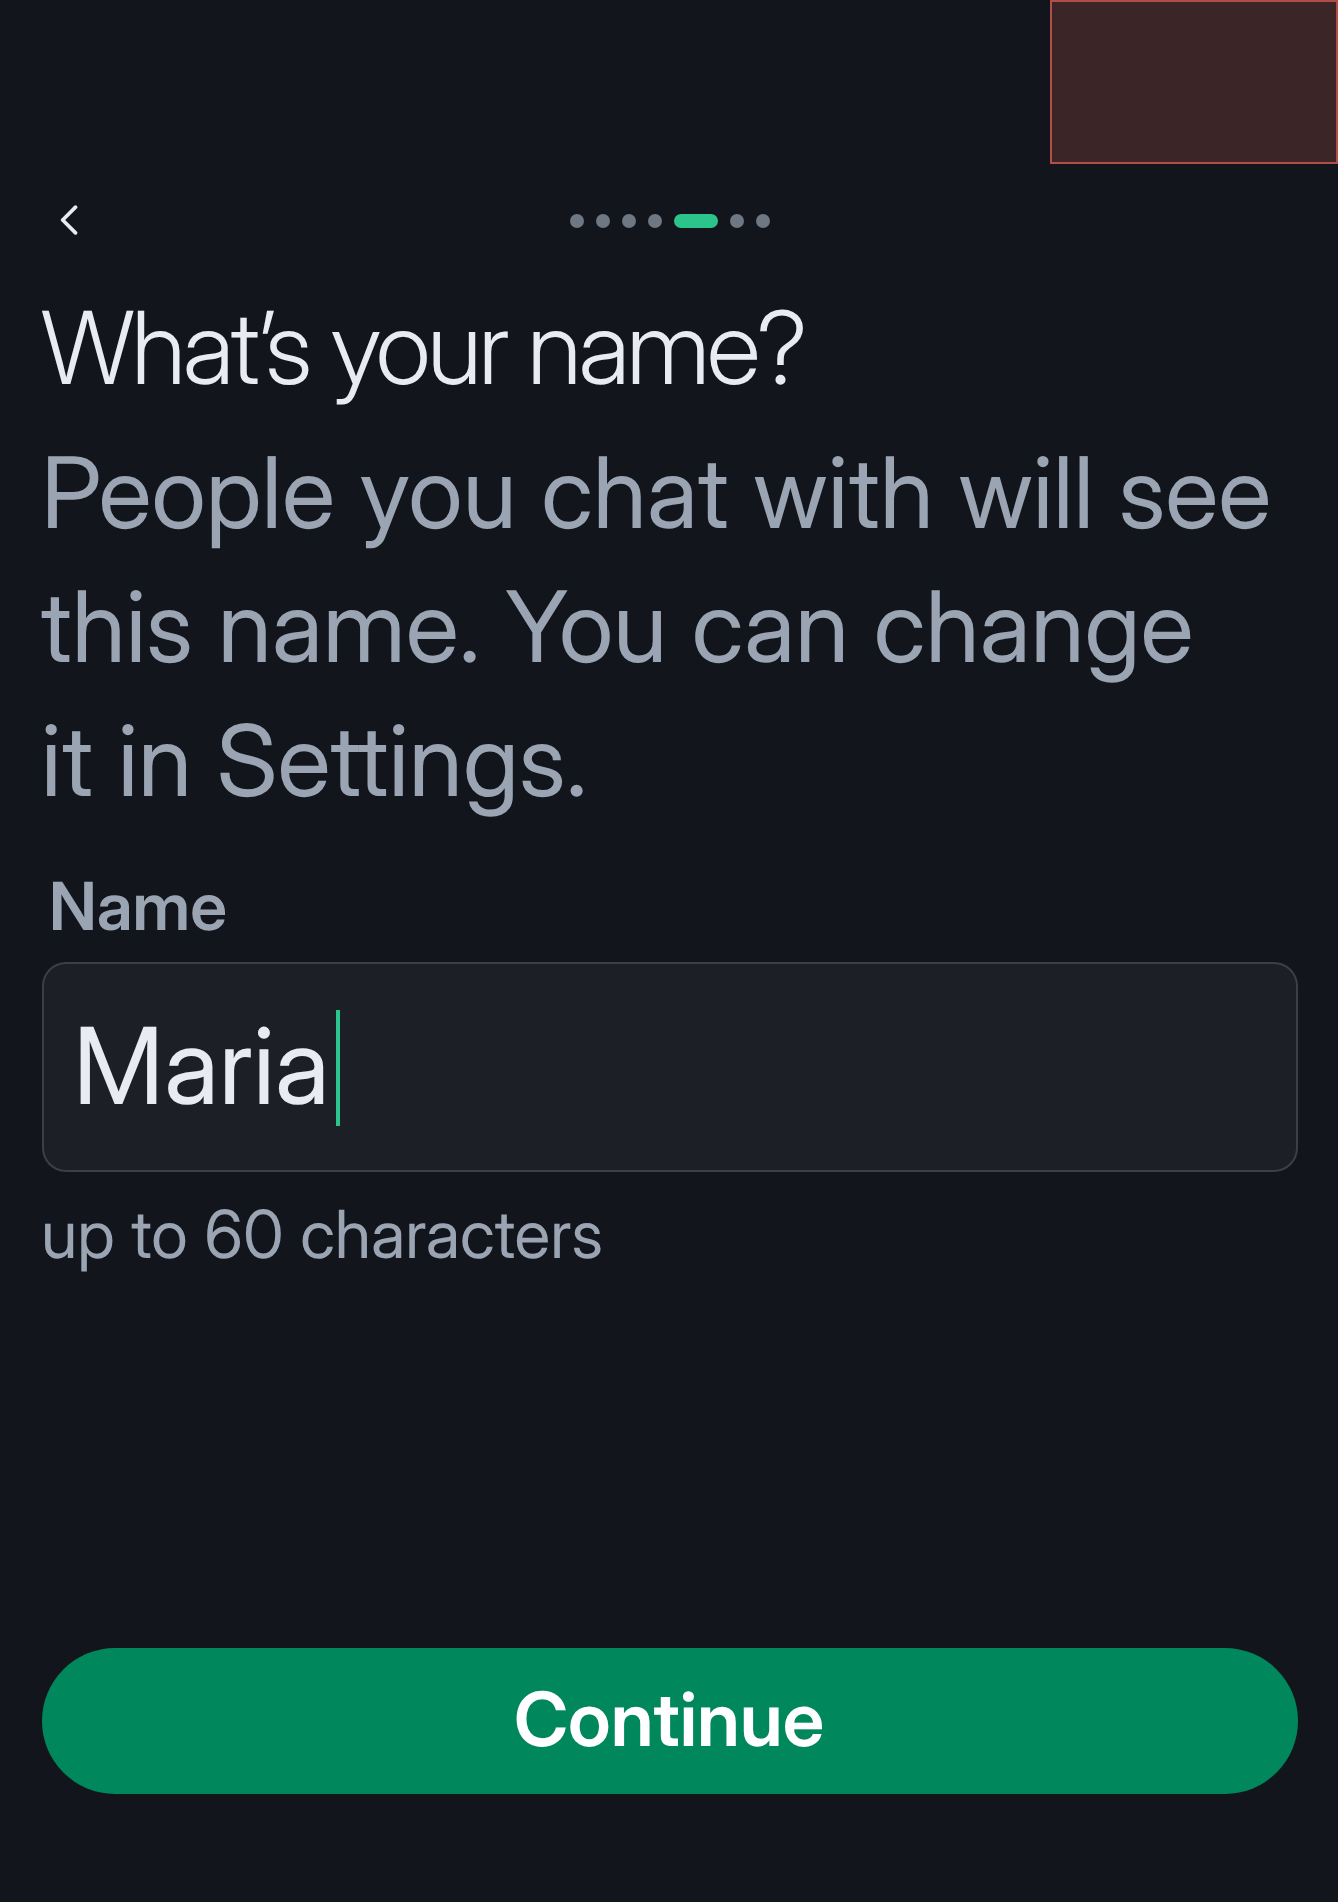 What’s your name?
People you chat with will see
this name. You can change
it in Settings.
Name
Maria
up to 60 characters
Continue